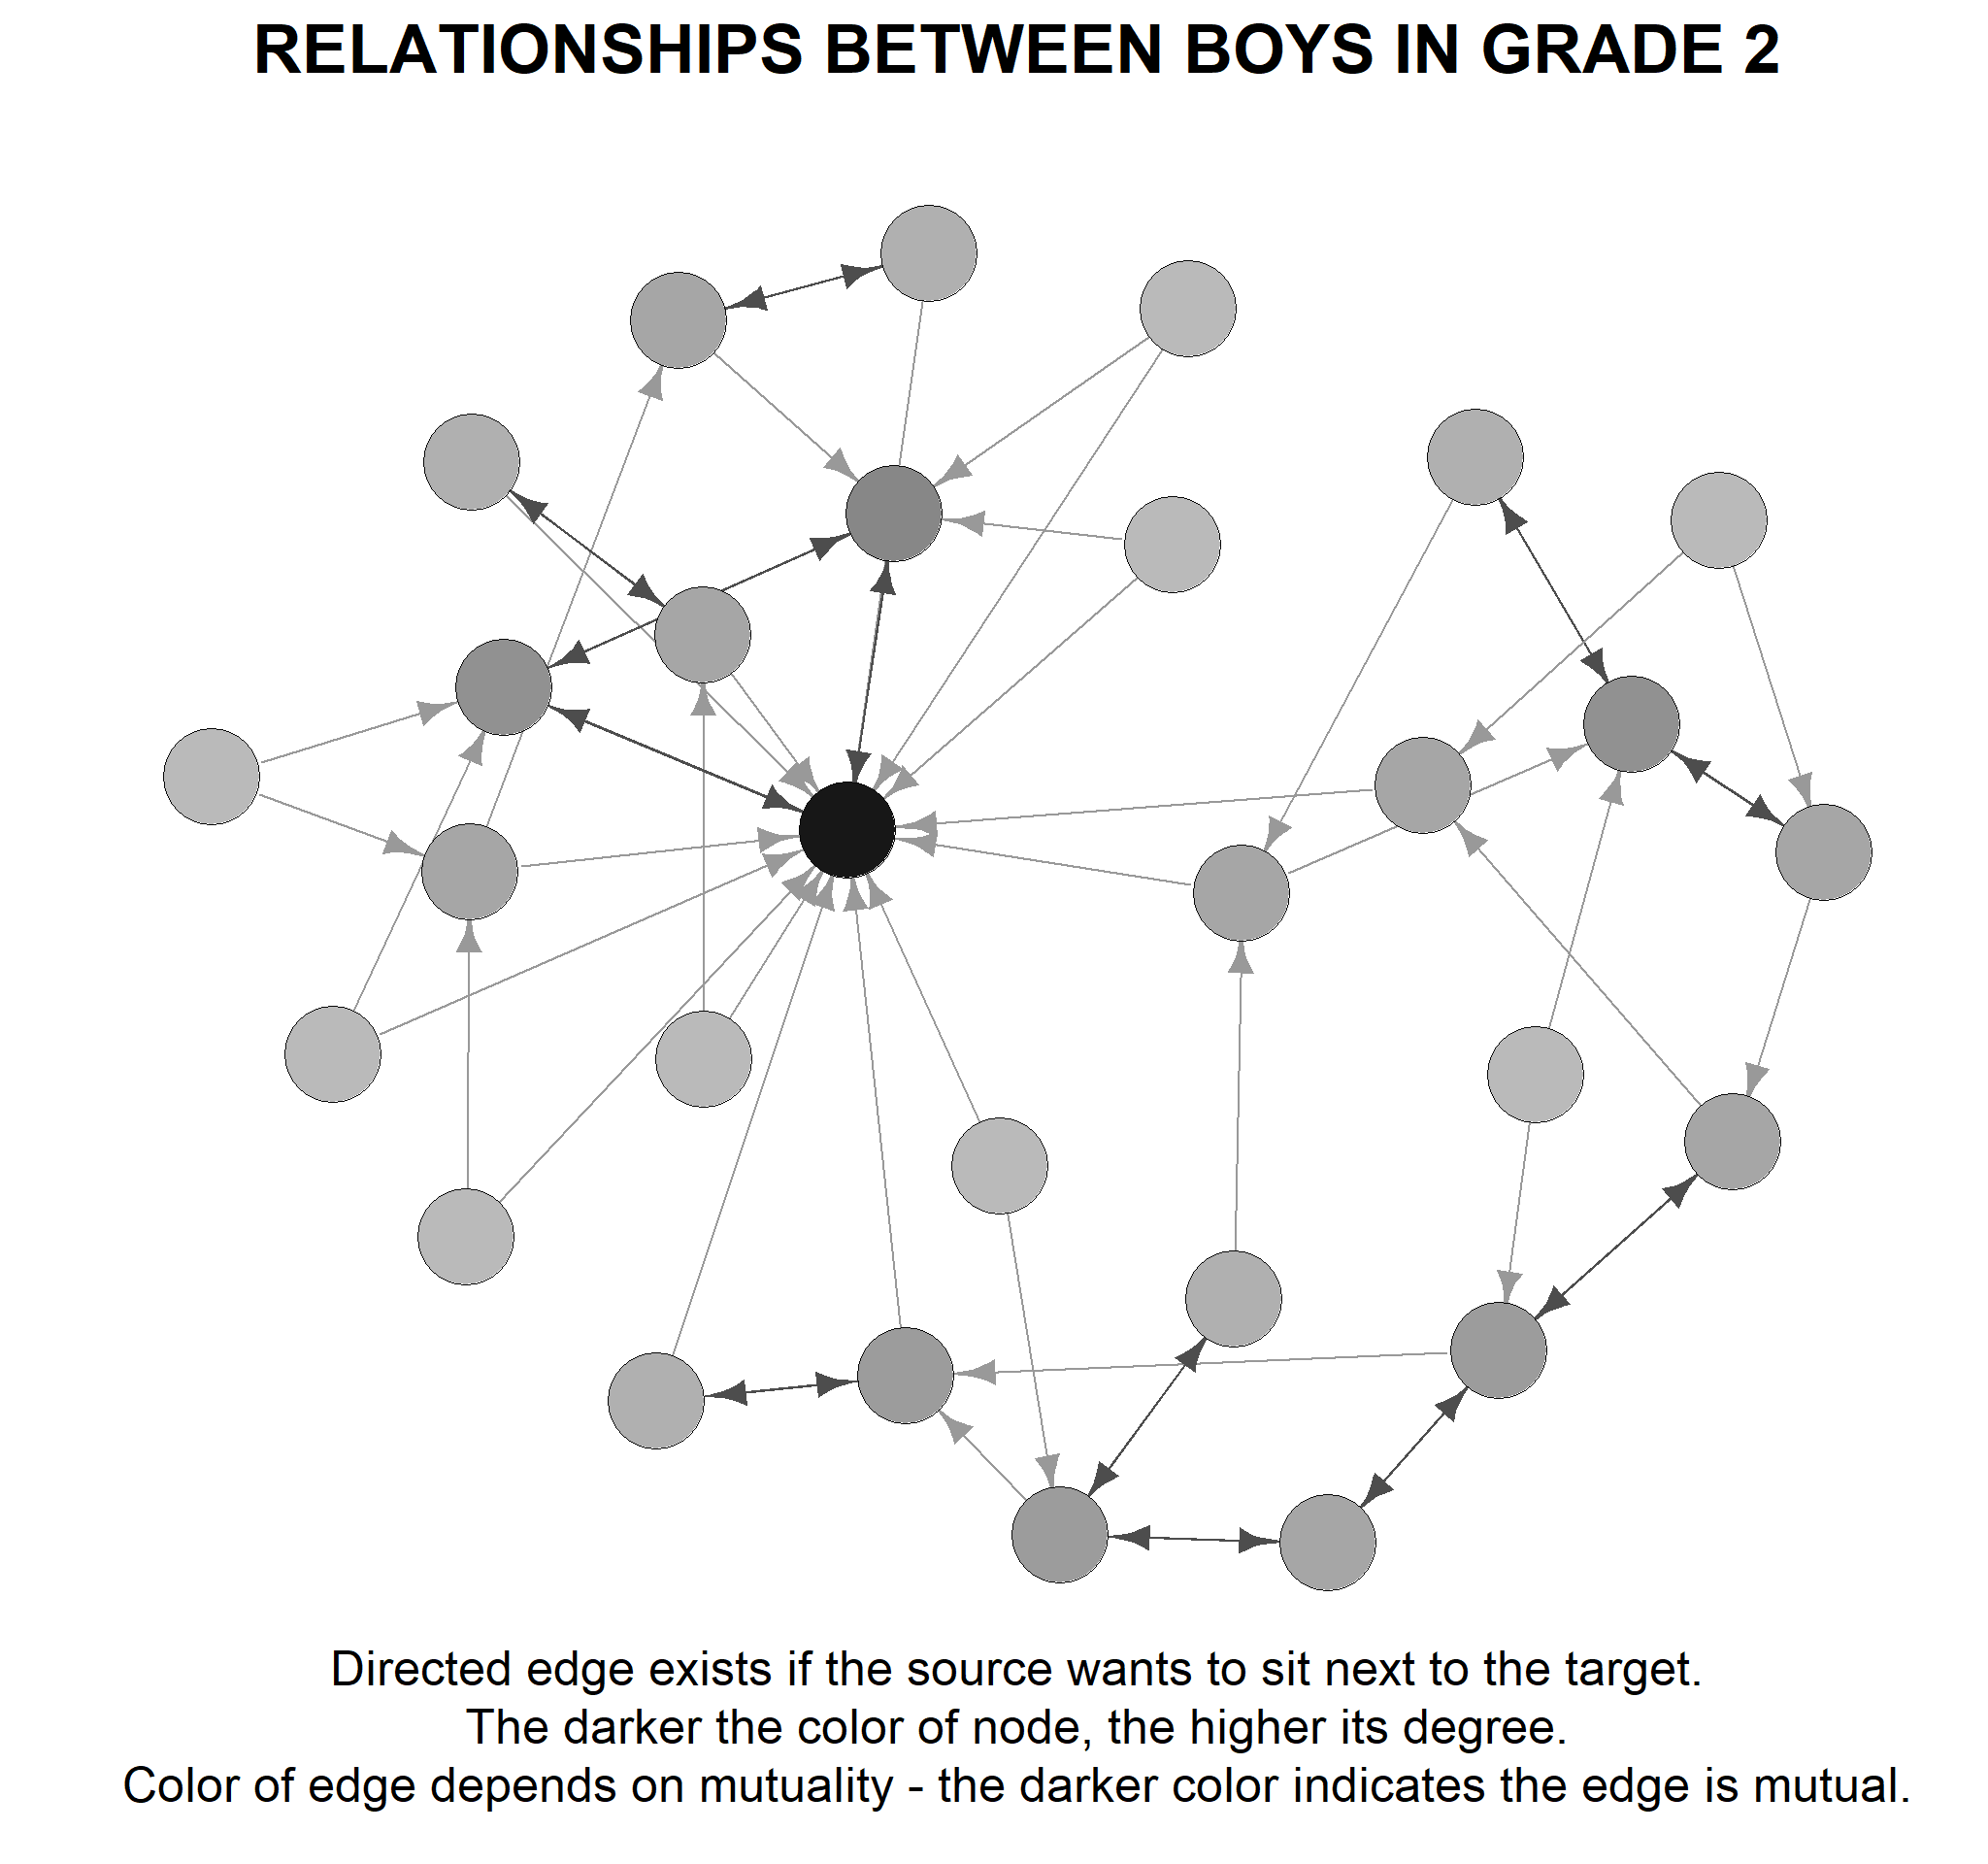 RELATIONSHIPS BETWEEN BOYS IN GRADE 2
Directed edge exists if the source wants to sit next to the target.
The darker the color of node, the higher its degree.
Color of edge depends on mutuality - the darker color indicates the edge is mutual.